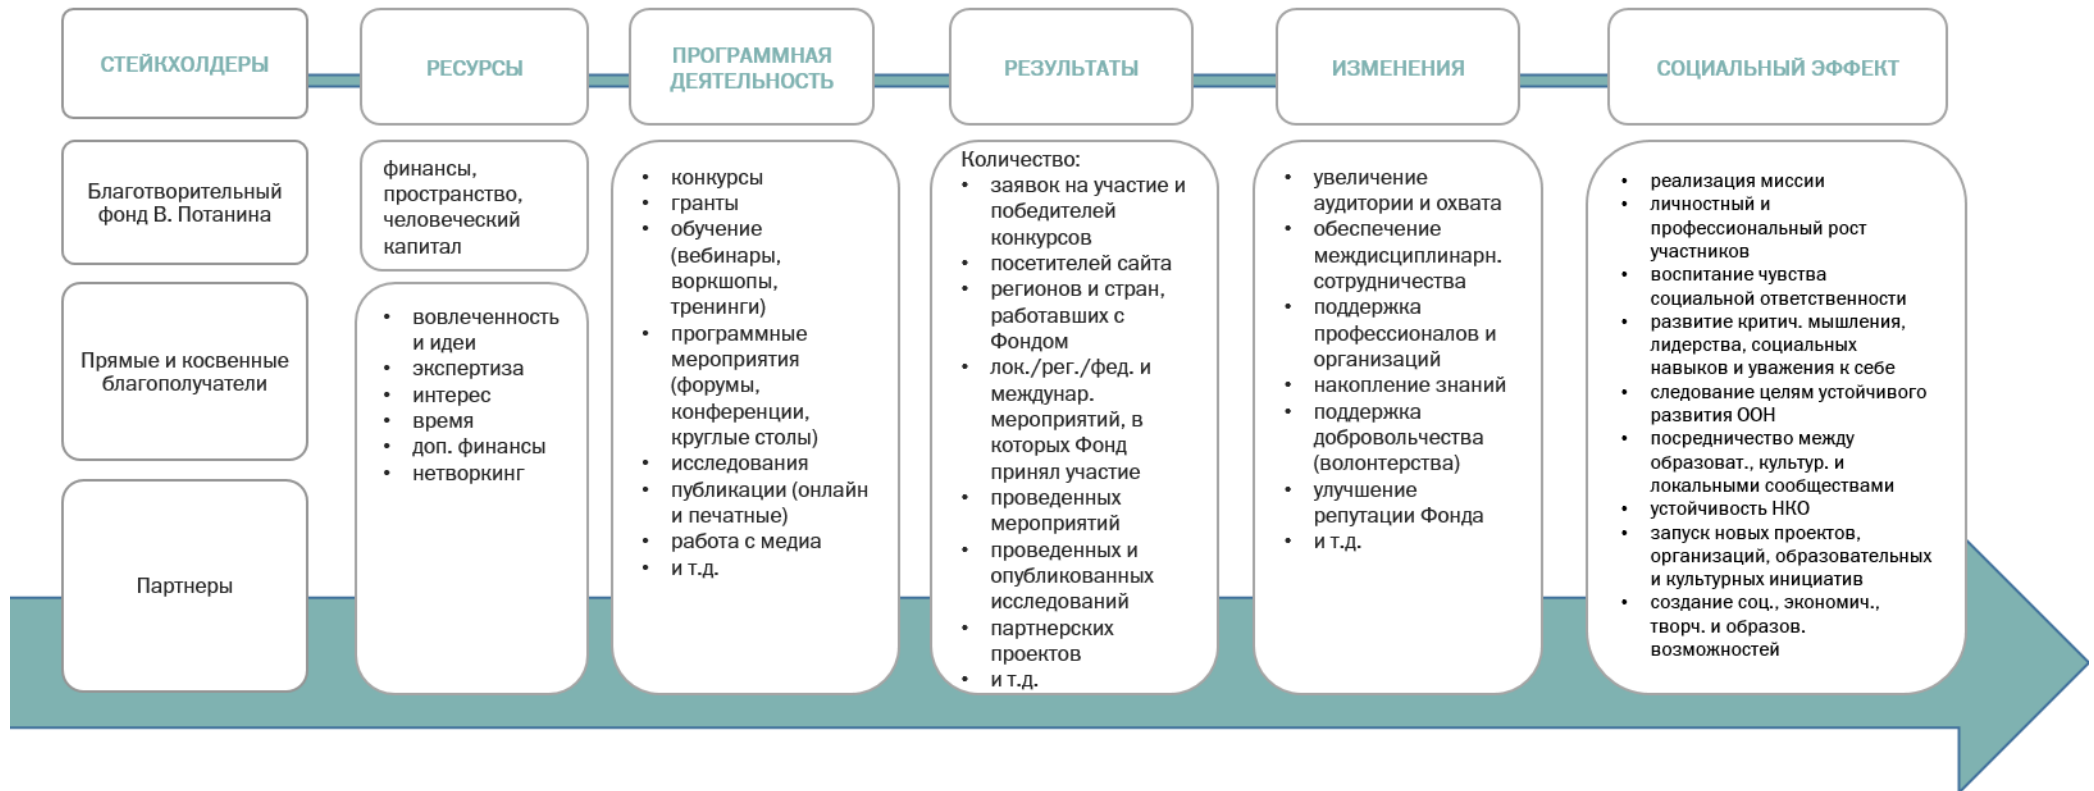 СТЕЙКХОЛДЕРЫ
РЕСУРСЫ
ПРОГРАММНАЯ
ДЕЯТЕЛЬНОСТЬ
РЕЗУЛЬТАТЫ
ИЗМЕНЕНИЯ
СОЦИАЛЬНЫЙ ЭФФЕКТ
Благотворительный
фонд В. Потанина
Прямые и косвенные
благополучатели
Партнеры
финансы,
пространство,
человеческий
капитал
• вовлеченность
и идеи
• экспертиза
• интерес
• время
• доп. финансы
• нетворкинг
• конкурсы
• гранты
• обучение
(вебинары,
воркшопы,
тренинги)
• программные
мероприятия
(форумы,
конференции,
круглые столы)
• исследования
• публикации (онлайн
и печатные)
• работа с медиа
• и т.д.
Количество:
• заявок на участие и
победителей
конкурсов
• посетителей сайта
• регионов и стран,
работавших с
Фондом
• лок./рег./фед. и
междунар.
мероприятий, в
которых Фонд
принял участие
• проведенных
мероприятий
• проведенных и
опубликованных
исследований
• партнерских
проектов
• и т.д.
• увеличение
аудитории и охвата
• обеспечение
междисциплинарн.
сотрудничества
• поддержка
профессионалов и
организаций
• накопление знаний
• поддержка
добровольчества
(волонтерства)
• улучшение
репутации Фонда
• и т.д.
• реализация миссии
• личностный и
профессиональный рост
участников
• воспитание чувства
социальной ответственности
• развитие критич. мышления,
лидерства, социальных
навыков и уважения к себе
• следование целям устойчивого
развития ООН
• посредничество между
образоват., культур. и
локальными сообществами
• устойчивость НКО
• запуск новых проектов,
организаций, образовательных
и культурных инициатив
• создание соц., экономич.,
творч. и образов.
возможностей